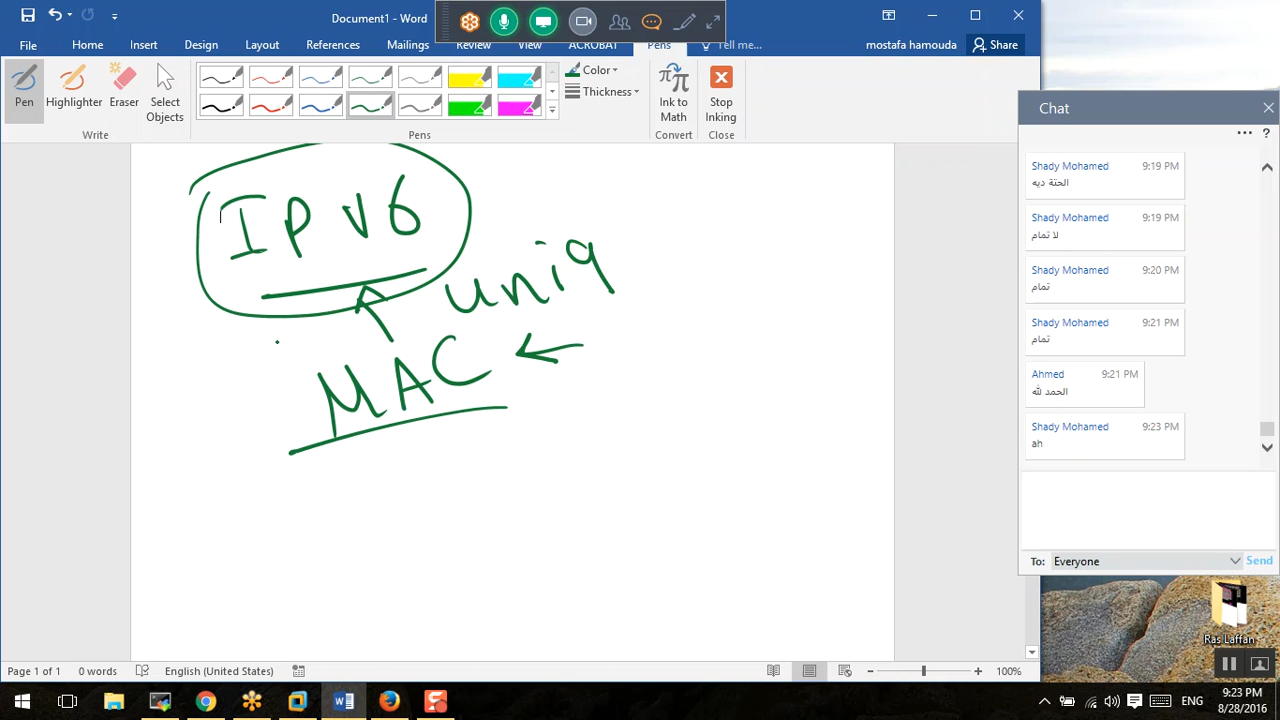 Document1 - Word
File Home Insert Design Layout References Mailings Review View ACROBAT Pens Tell me... mostafa hamouda Share
Pen Highlighter Eraser Select Objects Color Thickness Ink to Math Stop Inking
Write Pens Convert Close
IPv6
uniq
MAC
Chat
Shady Mohamed 9:19 PM
الحتة ديه
Shady Mohamed 9:19 PM
لا تمام
Shady Mohamed 9:20 PM
تمام
Shady Mohamed 9:21 PM
تمام
Ahmed 9:21 PM
الحمد لله
Shady Mohamed 9:23 PM
ah
To: Everyone Send
Ras Laffan
Page 1 of 1 0 words English (United States) 100%
ENG 9:23 PM
8/28/2016